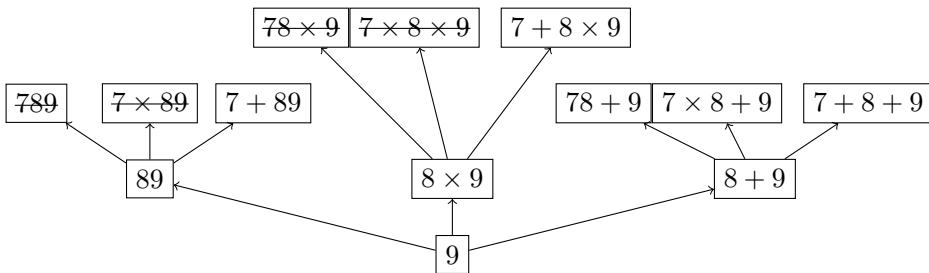 78 × 9 7 × 8 × 9 7 + 8 × 9
789 7 × 89 7 + 89 78 + 9 7 × 8 + 9 7 + 8 + 9
89 8 × 9 8 + 9
9